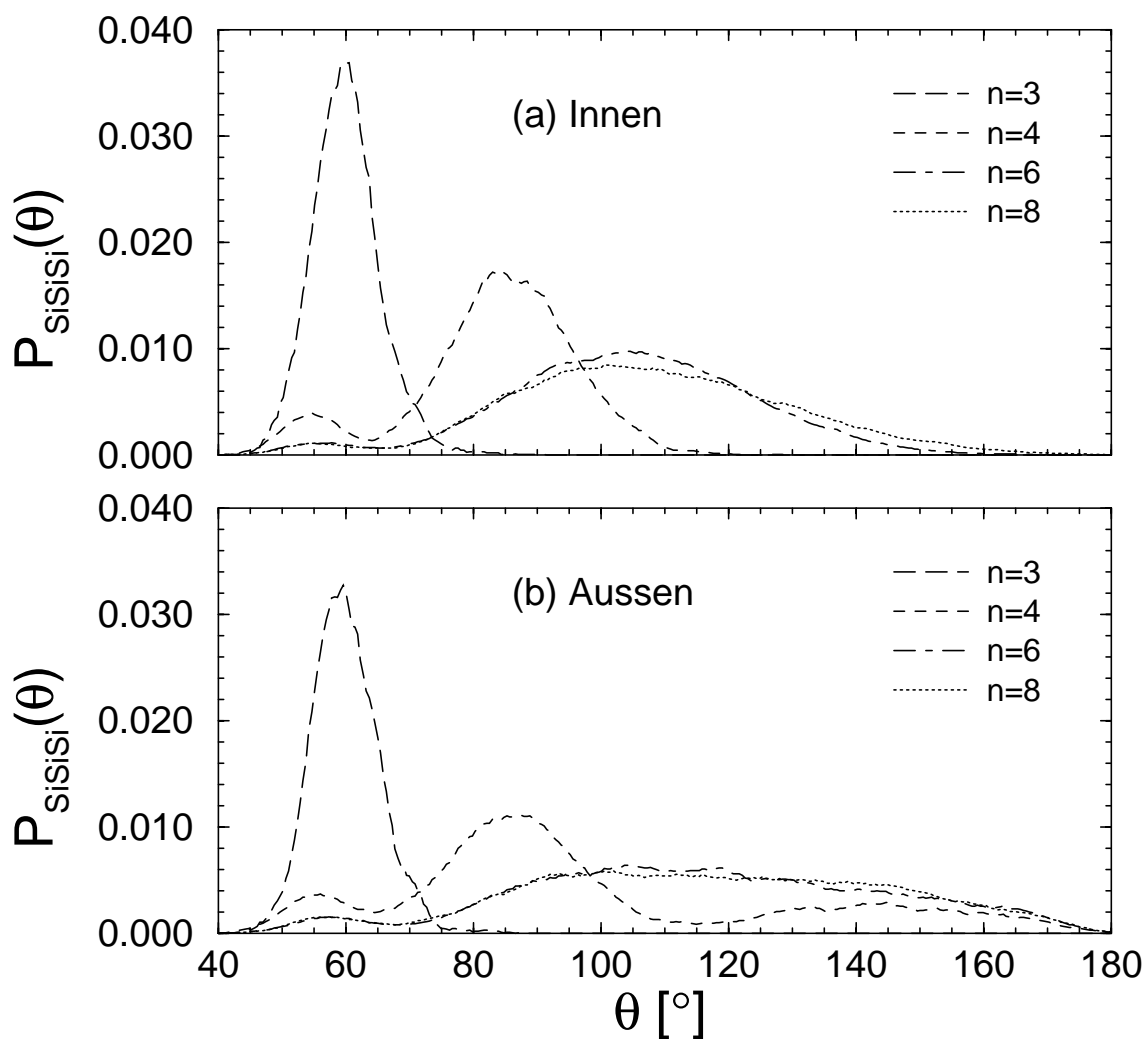 0.040
0.030
0.020
0.010
0.000
P_SiSiSi(θ)
(a) Innen
n=3
n=4
n=6
n=8
0.040
0.030
0.020
0.010
0.000
P_SiSiSi(θ)
(b) Aussen
n=3
n=4
n=6
n=8
40 60 80 100 120 140 160 180
θ [°]